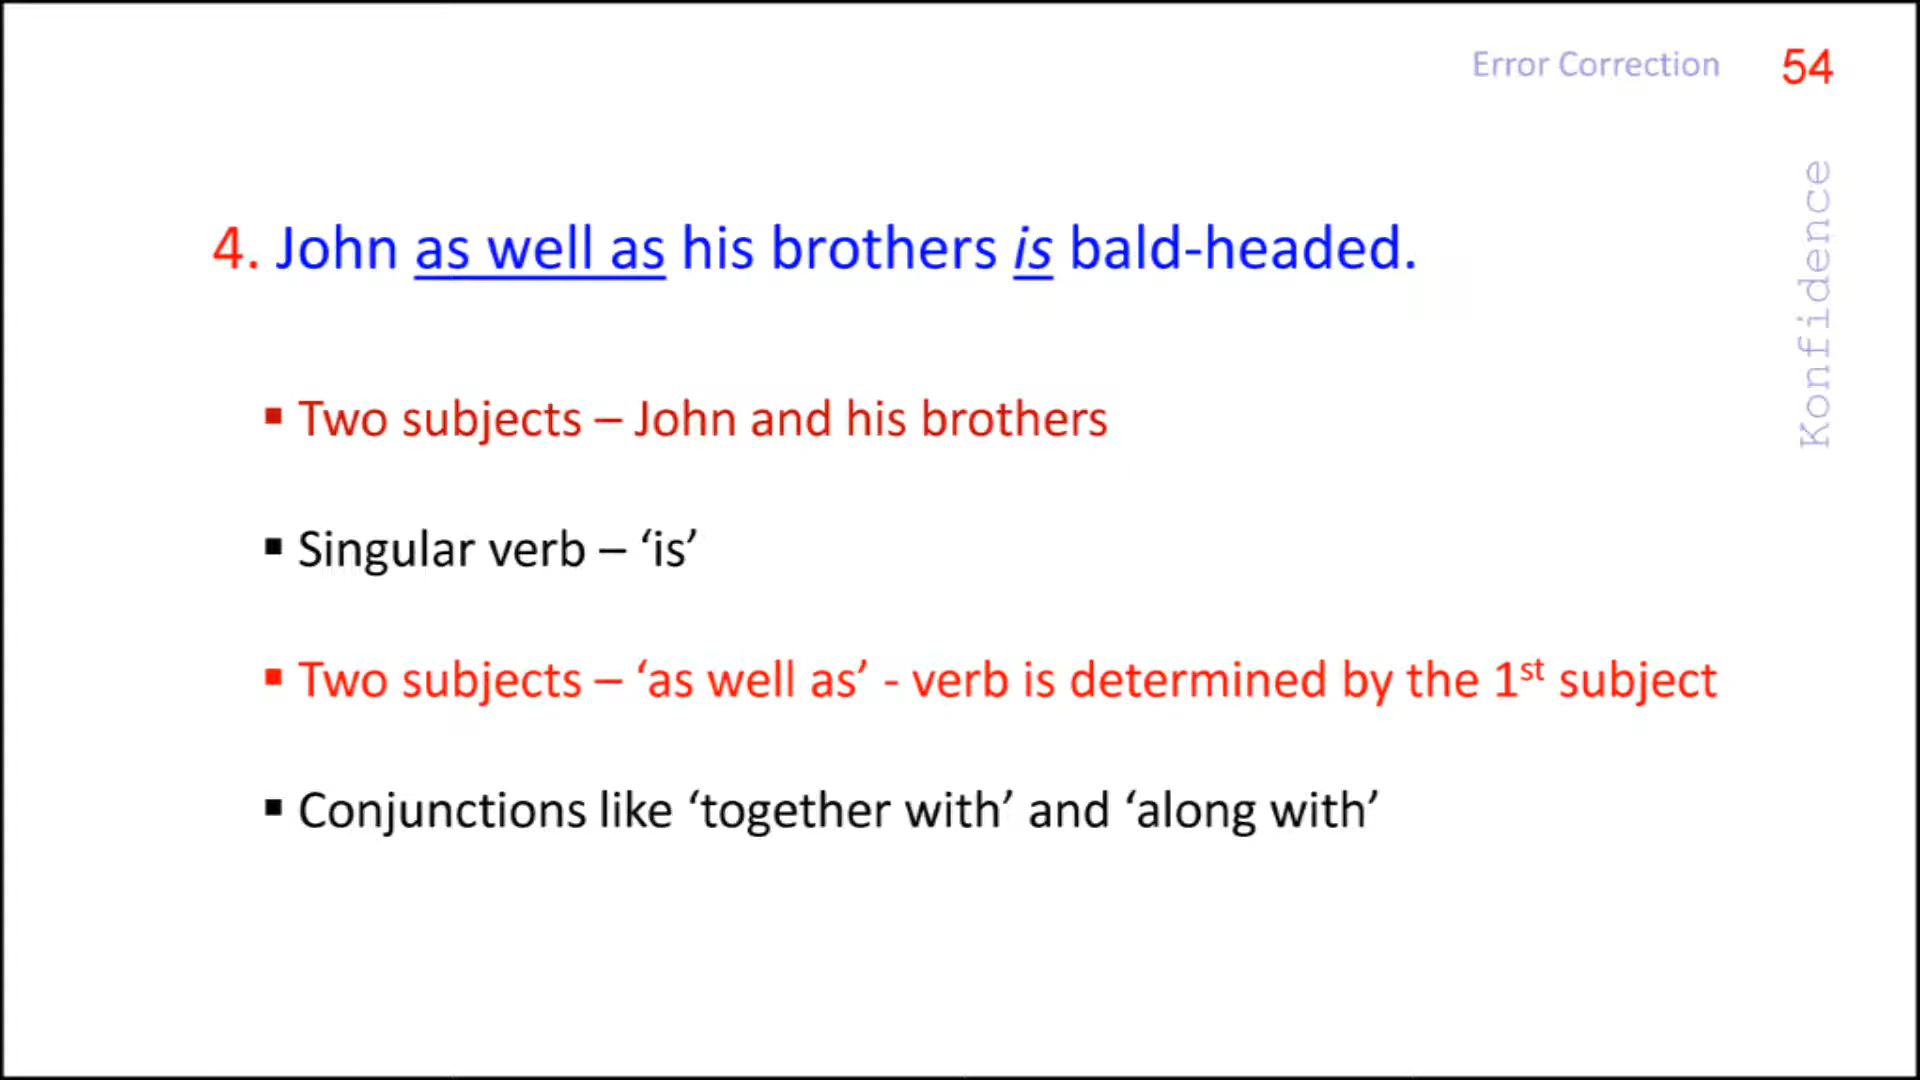 Error Correction 54
Konfidence
4. John as well as his brothers is bald-headed.
▪ Two subjects – John and his brothers
▪ Singular verb – ‘is’
▪ Two subjects – ‘as well as’ - verb is determined by the 1st subject
▪ Conjunctions like ‘together with’ and ‘along with’